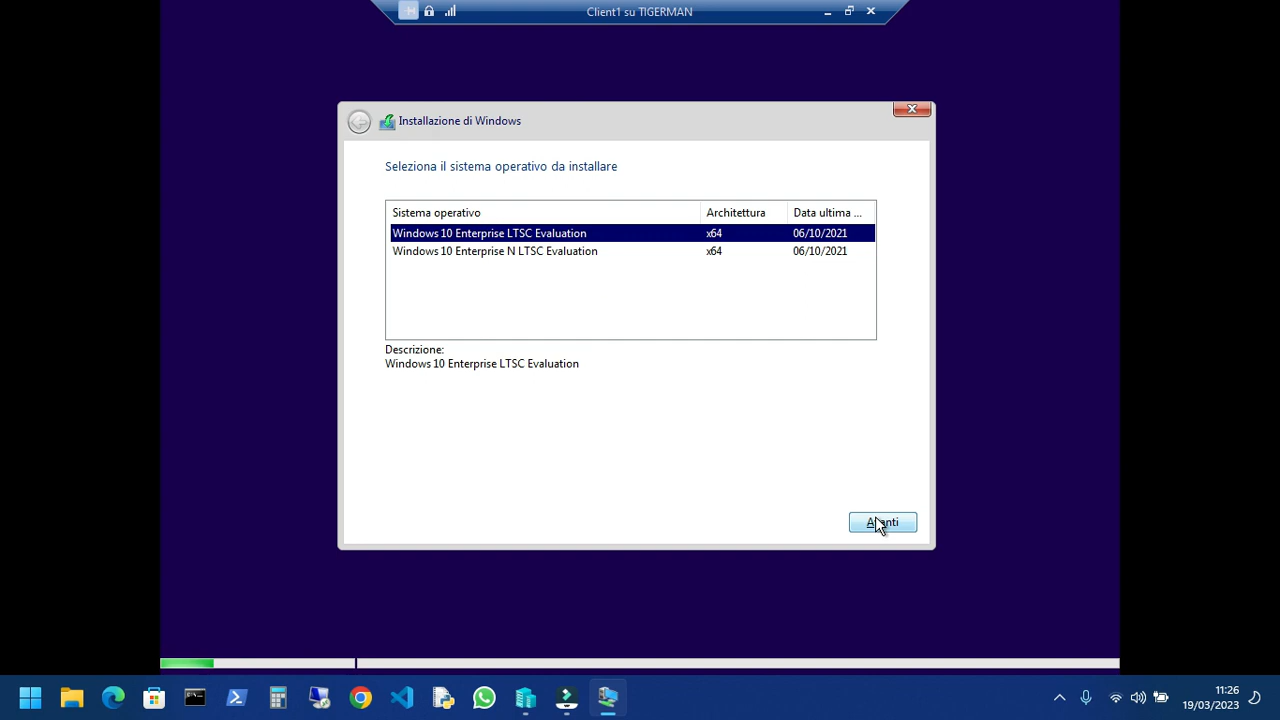 Client1 su TIGERMAN
Installazione di Windows
Seleziona il sistema operativo da installare
Sistema operativo Architettura Data ultima ...
Windows 10 Enterprise LTSC Evaluation x64 06/10/2021
Windows 10 Enterprise N LTSC Evaluation x64 06/10/2021
Descrizione:
Windows 10 Enterprise LTSC Evaluation
Avanti
11:26
19/03/2023